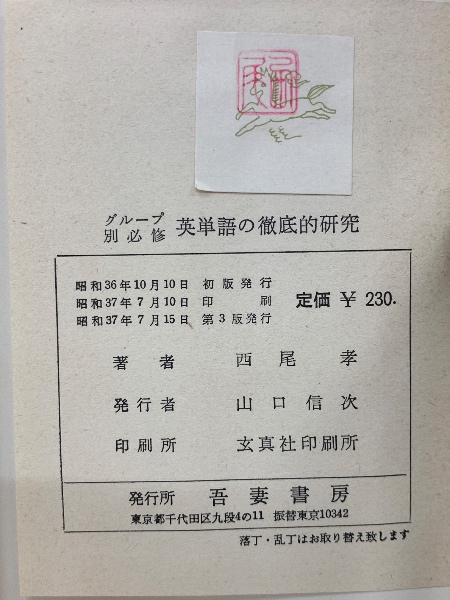 グループ
別必修 英単語の徹底的研究
昭和36年10月10日 初版発行
昭和37年7月10日 印刷
昭和37年7月15日 第3版発行
定価 ¥ 230.
著者 西尾孝
発行者 山口信次
印刷所 玄真社印刷所
発行所 吾妻書房
東京都千代田区九段4の11 振替東京10342
落丁・乱丁はお取り替え致します